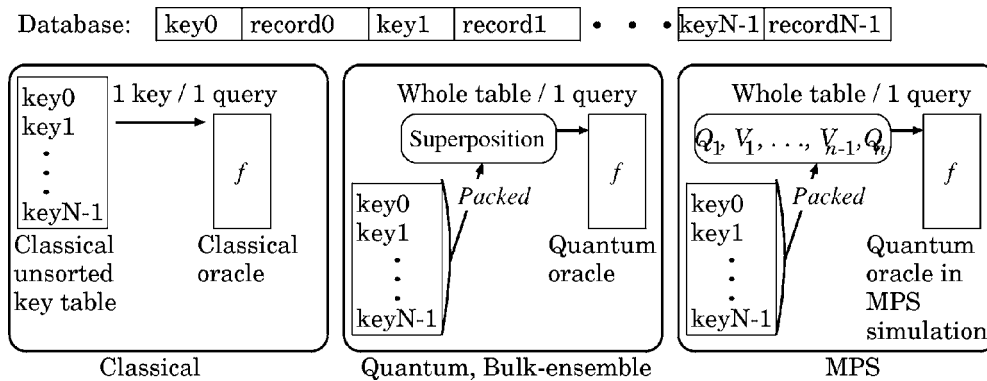 Database: key0 record0 key1 record1 • • • keyN-1 recordN-1
1 key / 1 query
key0
key1
•
•
•
keyN-1
f
Classical
unsorted
key table
Classical
oracle
Classical
Whole table / 1 query
Superposition
Packed
f
key0
key1
•
•
•
keyN-1
Quantum
oracle
Quantum, Bulk-ensemble
Whole table / 1 query
Q1, V1, . . ., Vn-1, Qn
Packed
f
key0
key1
•
•
•
keyN-1
Quantum
oracle in
MPS
simulation
MPS